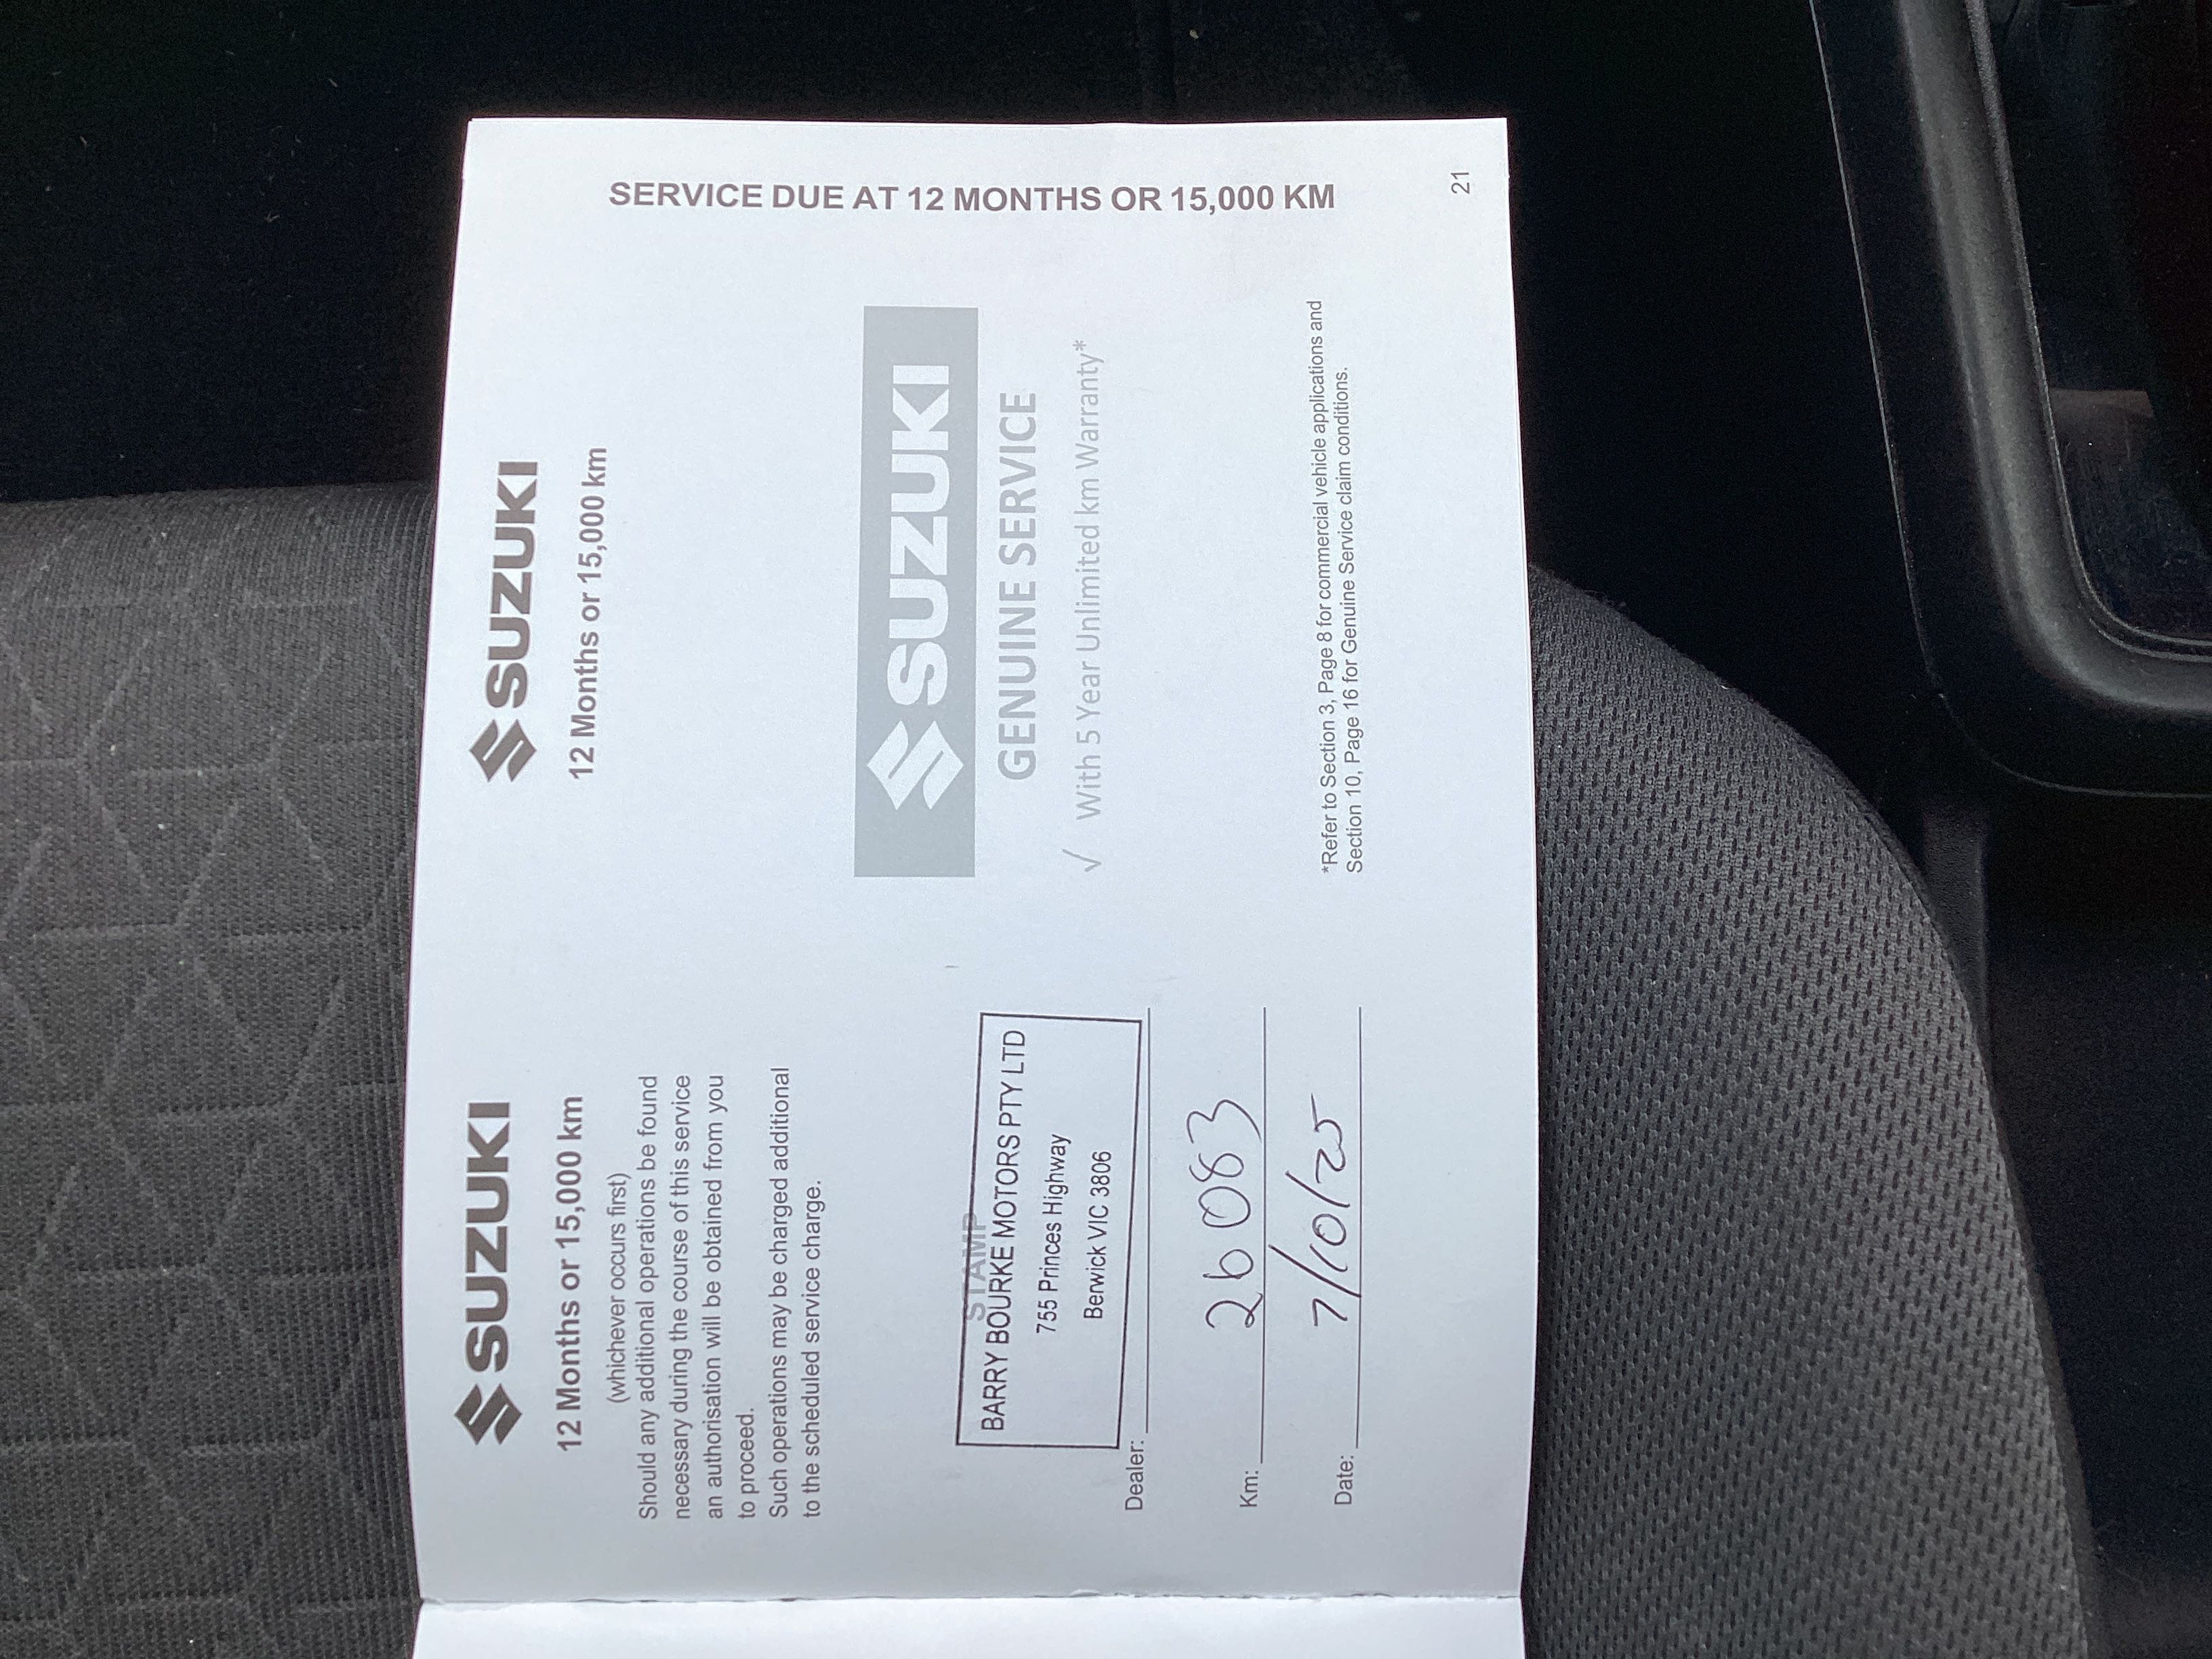 SUZUKI
12 Months or 15,000 km
(whichever occurs first)
Should any additional operations be found
necessary during the course of this service
an authorisation will be obtained from you
to proceed.
Such operations may be charged additional
to the scheduled service charge.
STAMP
BARRY BOURKE MOTORS PTY LTD
755 Princes Highway
Berwick VIC 3806
Dealer:
Km: 26083
Date: 7/10/25
SUZUKI
12 Months or 15,000 km
SUZUKI
GENUINE SERVICE
√ With 5 Year Unlimited km Warranty*
*Refer to Section 3, Page 8 for commercial vehicle applications and
Section 10, Page 16 for Genuine Service claim conditions.
SERVICE DUE AT 12 MONTHS OR 15,000 KM
21